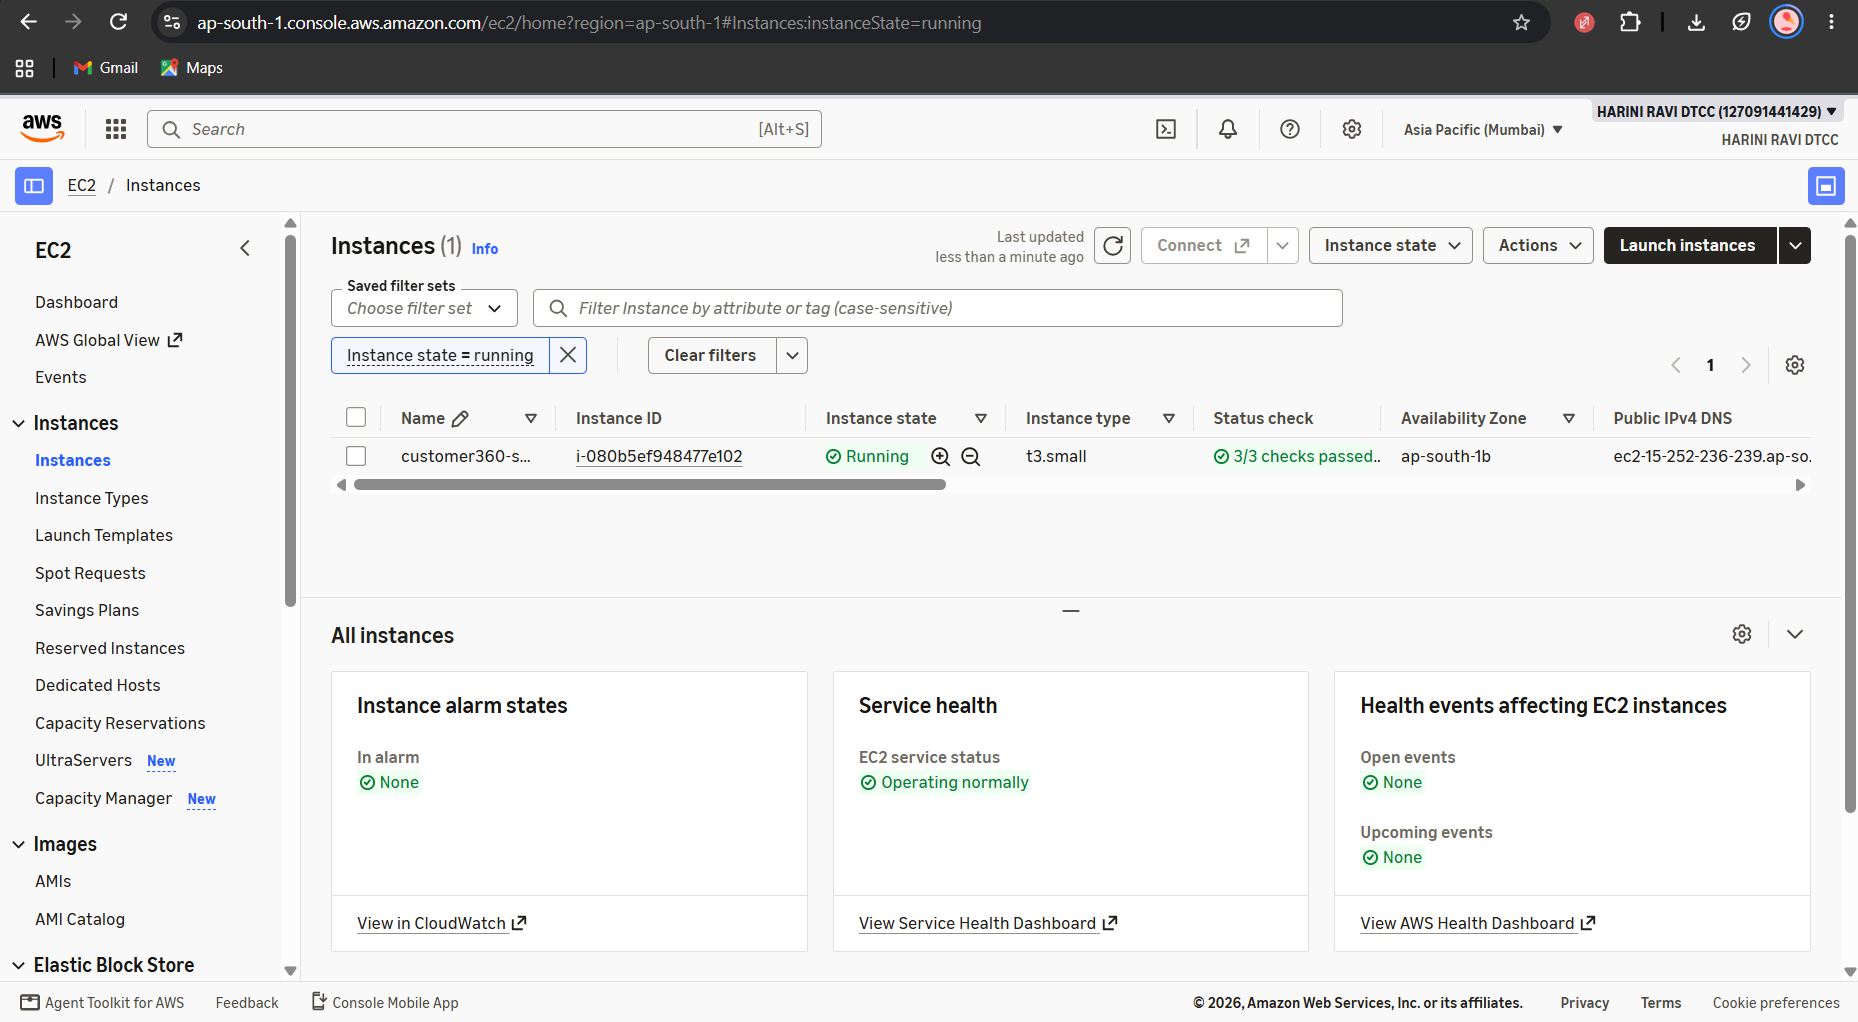 ap-south-1.console.aws.amazon.com/ec2/home?region=ap-south-1#Instances:instanceState=running
Gmail
Maps
aws
Search
[Alt+S]
Asia Pacific (Mumbai)
HARINI RAVI DTCC (127091441429)
HARINI RAVI DTCC
EC2 / Instances
EC2
Dashboard
AWS Global View
Events
Instances
Instances
Instance Types
Launch Templates
Spot Requests
Savings Plans
Reserved Instances
Dedicated Hosts
Capacity Reservations
UltraServers New
Capacity Manager New
Images
AMIs
AMI Catalog
Elastic Block Store
Instances (1) Info
Last updated
less than a minute ago
Connect
Instance state
Actions
Launch instances
Saved filter sets
Choose filter set
Filter Instance by attribute or tag (case-sensitive)
Instance state = running
Clear filters
1
Name Instance ID Instance state Instance type Status check Availability Zone Public IPv4 DNS
customer360-s... i-080b5ef948477e102 Running t3.small 3/3 checks passed.. ap-south-1b ec2-15-252-236-239.ap-so.
All instances
Instance alarm states
In alarm
None
View in CloudWatch
Service health
EC2 service status
Operating normally
View Service Health Dashboard
Health events affecting EC2 instances
Open events
None
Upcoming events
None
View AWS Health Dashboard
Agent Toolkit for AWS
Feedback
Console Mobile App
© 2026, Amazon Web Services, Inc. or its affiliates.
Privacy
Terms
Cookie preferences